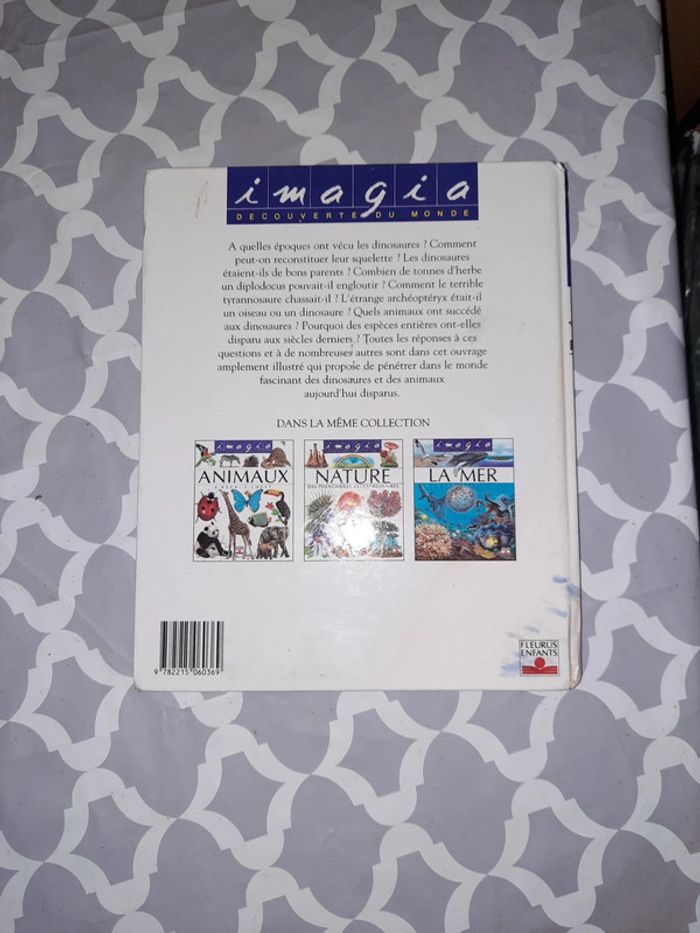 imagia
DECOUVERTE DU MONDE
A quelles époques ont vécu les dinosaures ? Comment
peut-on reconstituer leur squelette ? Les dinosaures
étaient-ils de bons parents ? Combien de tonnes d'herbe
un diplodocus pouvait-il engloutir ? Comment le terrible
tyrannosaure chassait-il ? L'étrange archéoptéryx était-il
un oiseau ou un dinosaure ? Quels animaux ont succédé
aux dinosaures ? Pourquoi des espèces entières ont-elles
disparu aux siècles derniers ? Toutes les réponses à ces
questions et à de nombreuses autres sont dans cet ouvrage
amplement illustré qui propose de pénétrer dans le monde
fascinant des dinosaures et des animaux
aujourd'hui disparus.
DANS LA MÊME COLLECTION
imagia
ANIMAUX
imagia
NATURE
imagia
LA MER
9 782215 060369
FLEURUS
ENFANTS